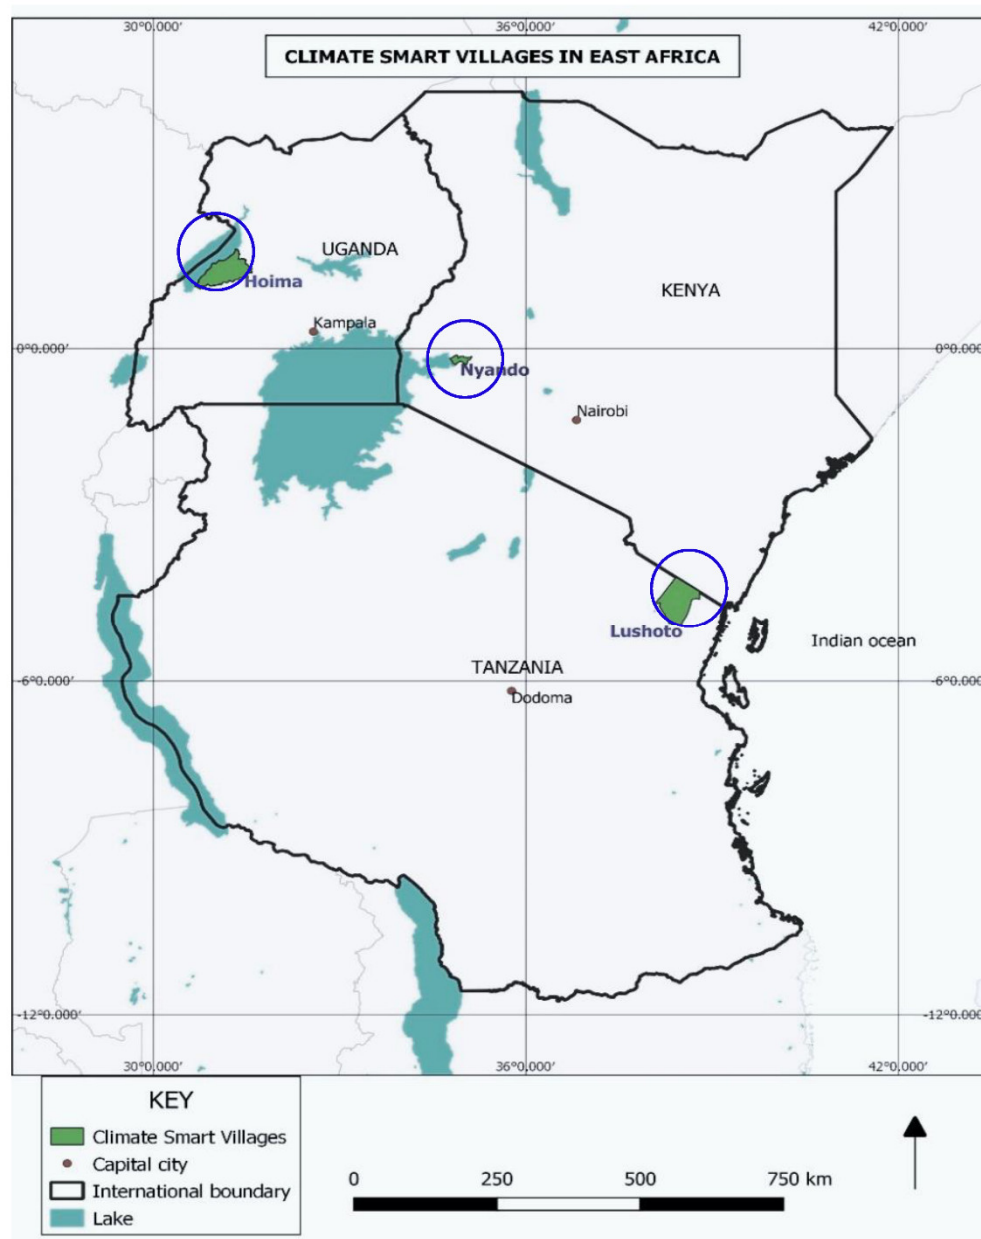 30°0.000′ 36°0.000′ 42°0.000′
CLIMATE SMART VILLAGES IN EAST AFRICA
UGANDA
Hoima
KENYA
Kampala
0°0.000′ 0°0.000′
Nyando
Nairobi
Lushoto
Indian ocean
TANZANIA
-6°0.000′ -6°0.000′
Dodoma
-12°0.000′ -12°0.000′
30°0.000′ 36°0.000′ 42°0.000′
KEY
Climate Smart Villages
Capital city
International boundary
Lake
0 250 500 750 km